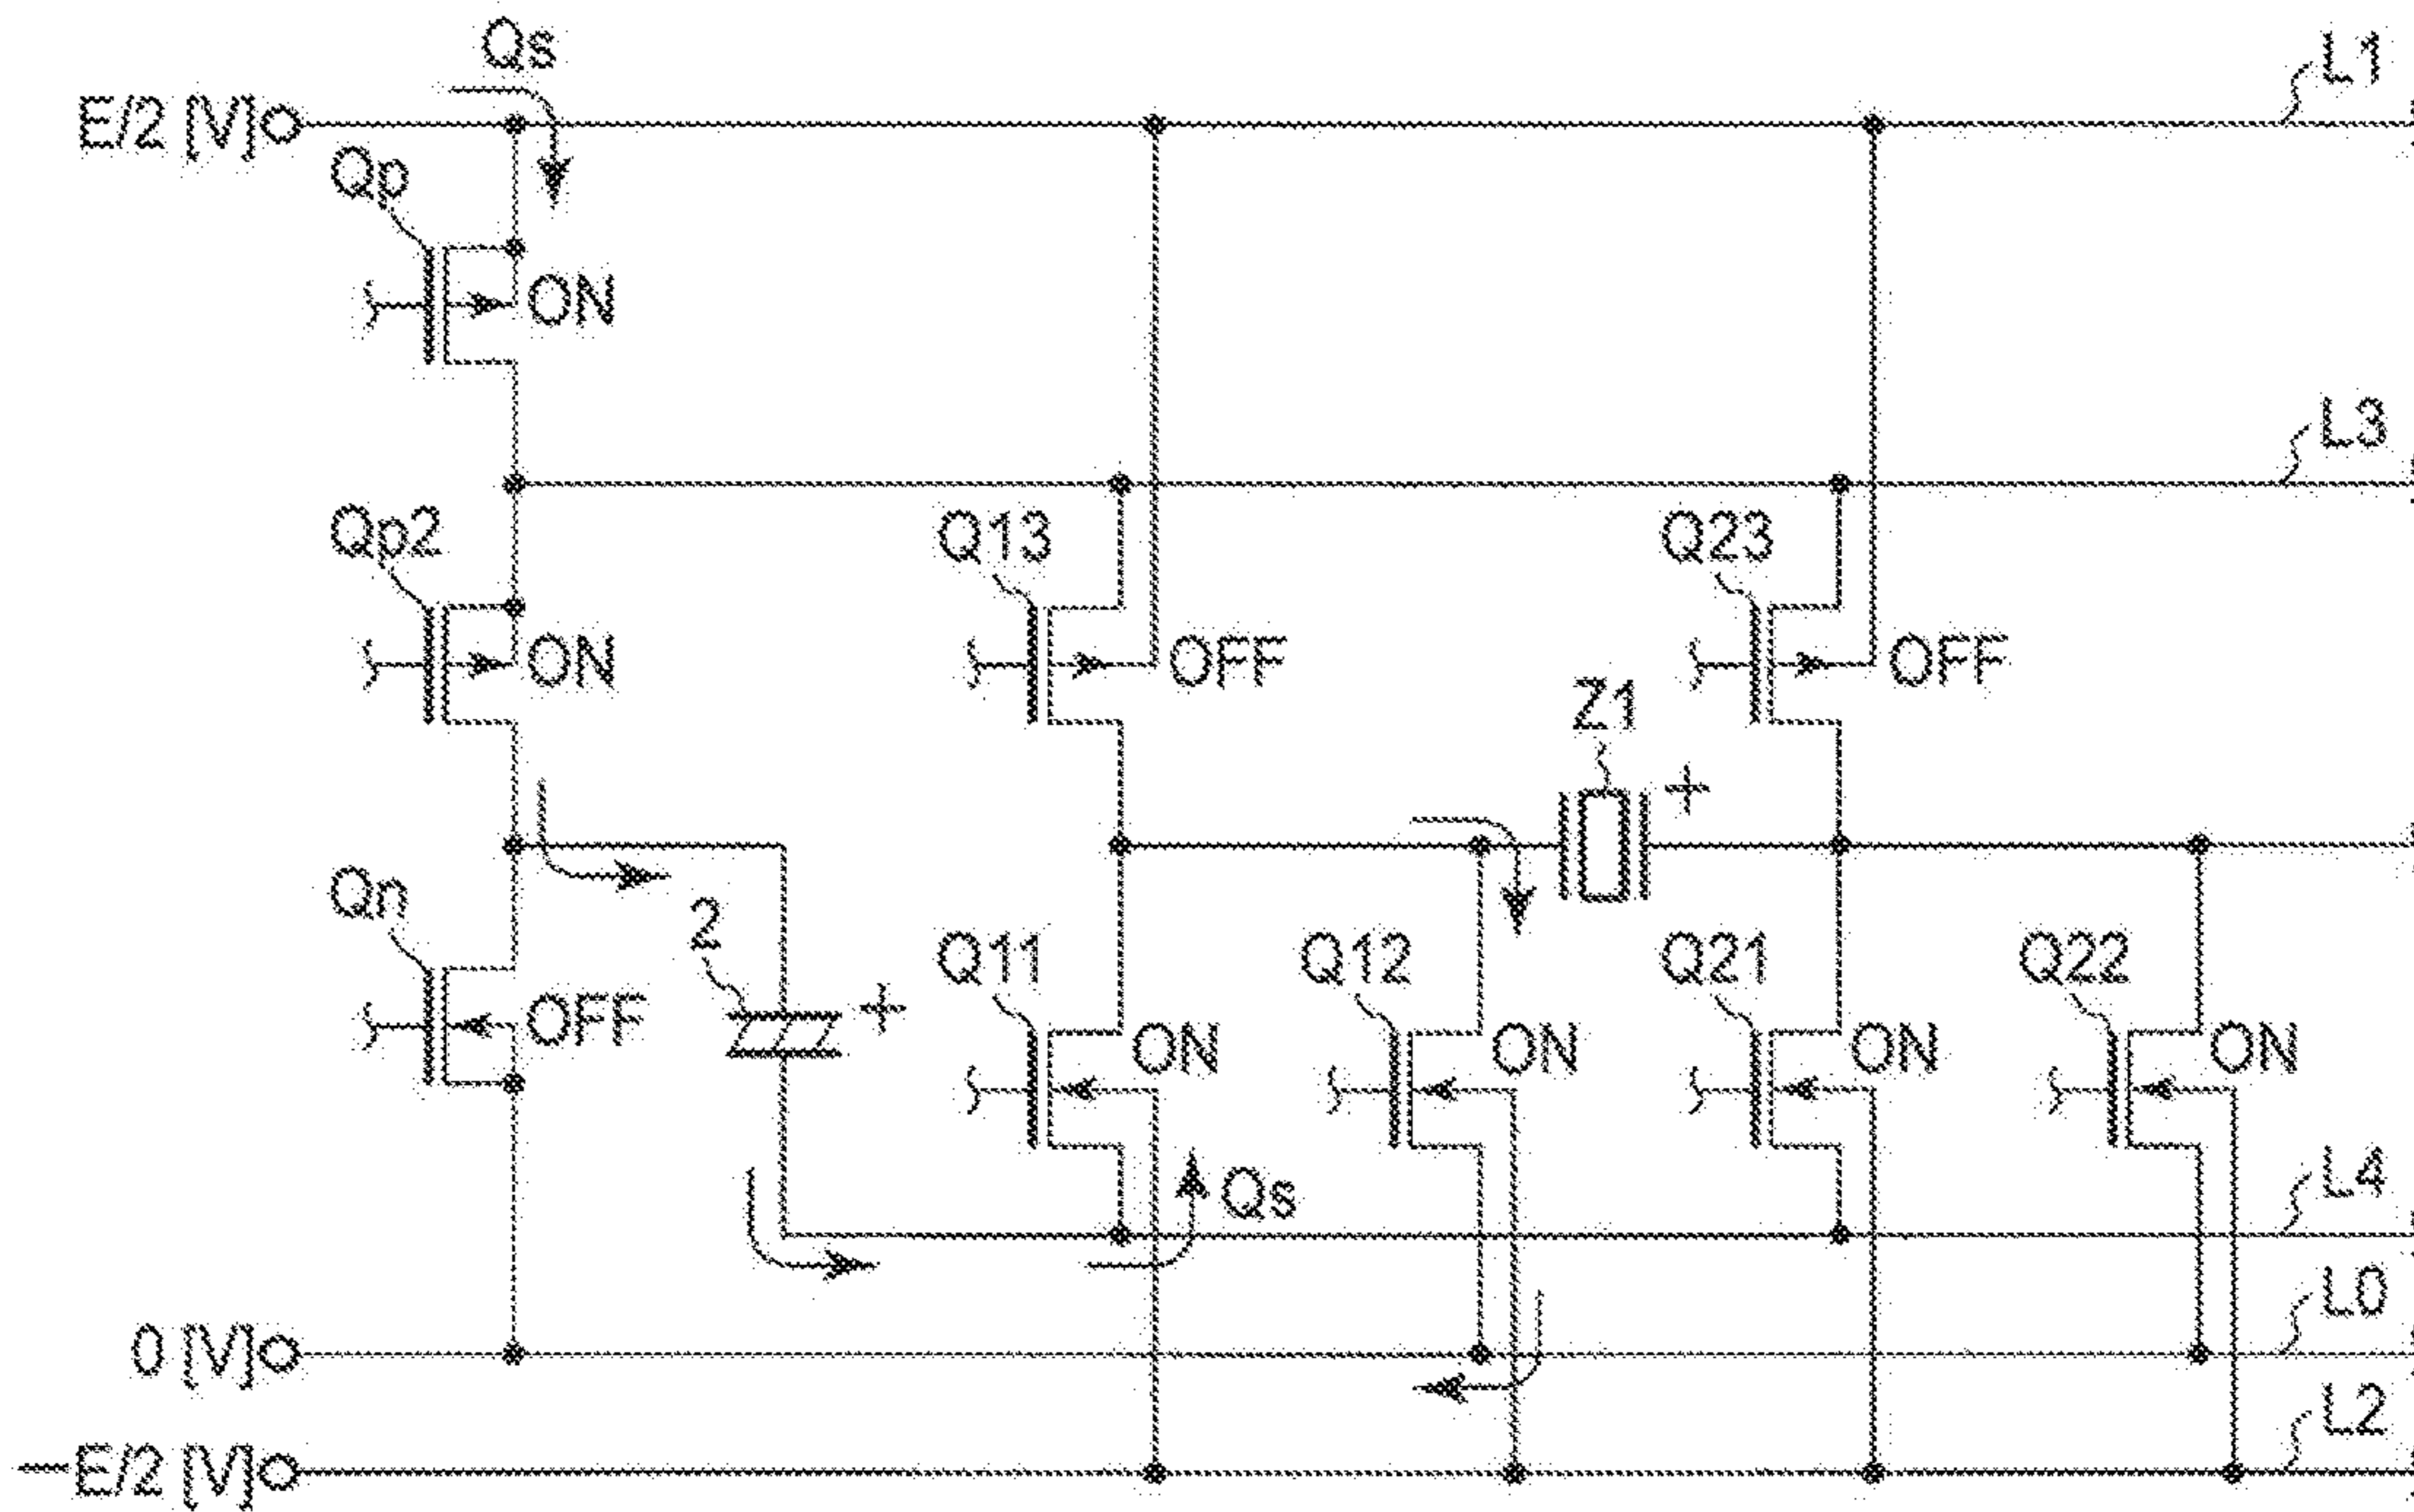 Qs
L1
E/2 [V]
Qp
ON
L3
Qp2
Q13
Q23
ON
OFF
OFF
Z1
+
Qn
2
+
Q11
Q12
Q21
Q22
OFF
ON
ON
ON
ON
Qs
L4
L0
0 [V]
L2
—E/2 [V]